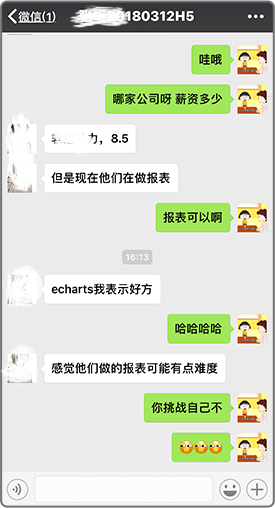 微信(1)
20180312H5
哇哦
哪家公司呀 薪资多少
力，8.5
但是现在他们在做报表
报表可以啊
16:13
echarts我表示好方
哈哈哈哈
感觉他们做的报表可能有点难度
你挑战自己不